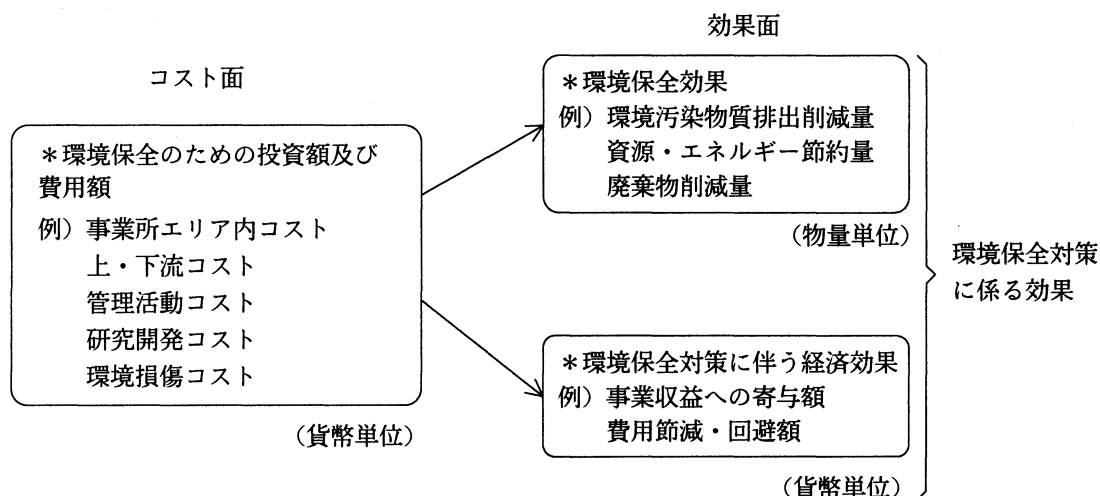 コスト面
＊環境保全のための投資額及び
費用額
例）事業所エリア内コスト
上・下流コスト
管理活動コスト
研究開発コスト
環境損傷コスト
（貨幣単位）
効果面
＊環境保全効果
例）環境汚染物質排出削減量
資源・エネルギー節約量
廃棄物削減量
（物量単位）
＊環境保全対策に伴う経済効果
例）事業収益への寄与額
費用節減・回避額
（貨幣単位）
環境保全対策
に係る効果